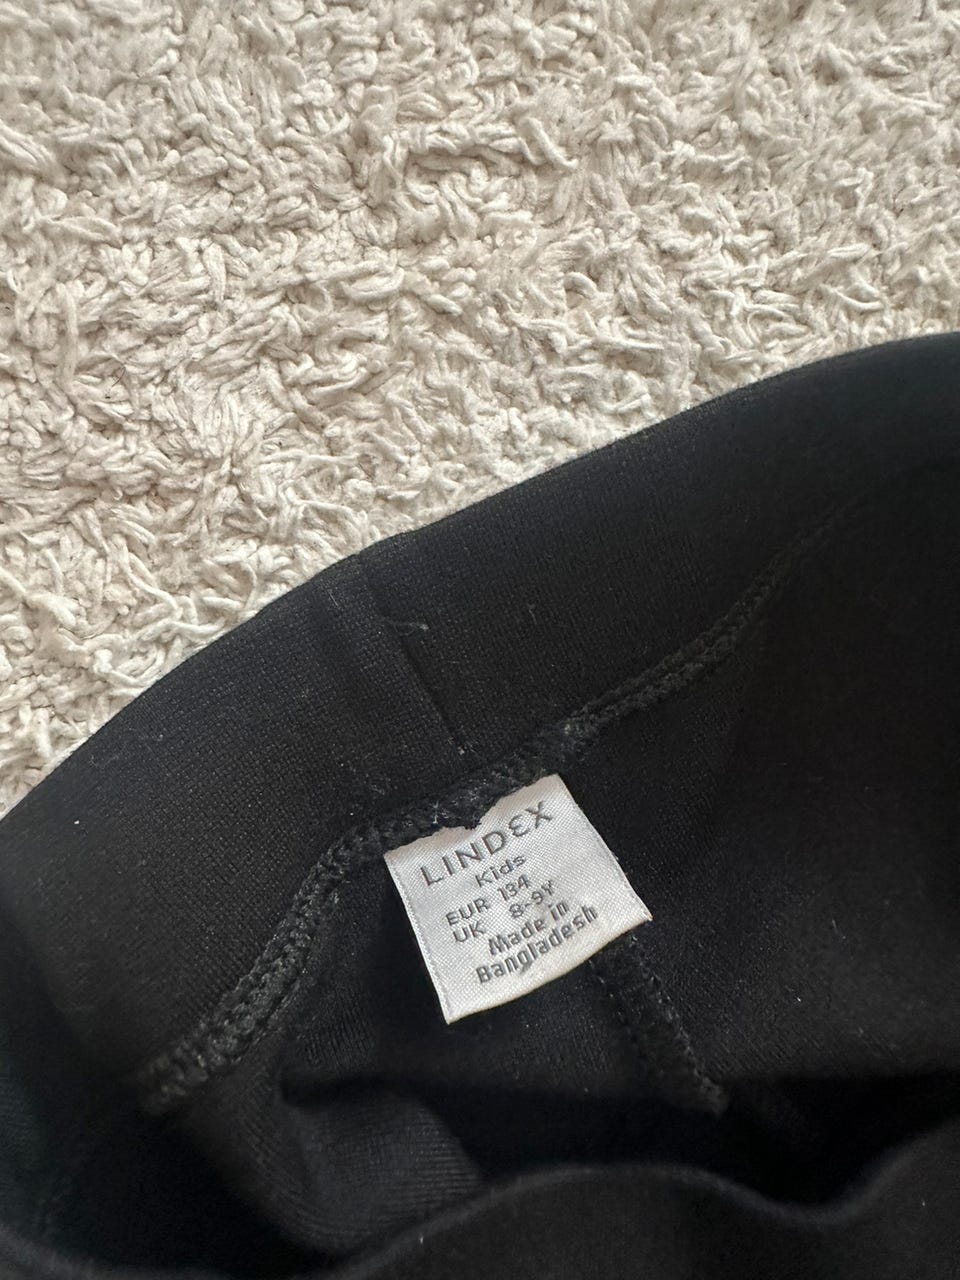 LINDEX
Kids
EUR 134
UK 8-9Y
Made in
Bangladesh